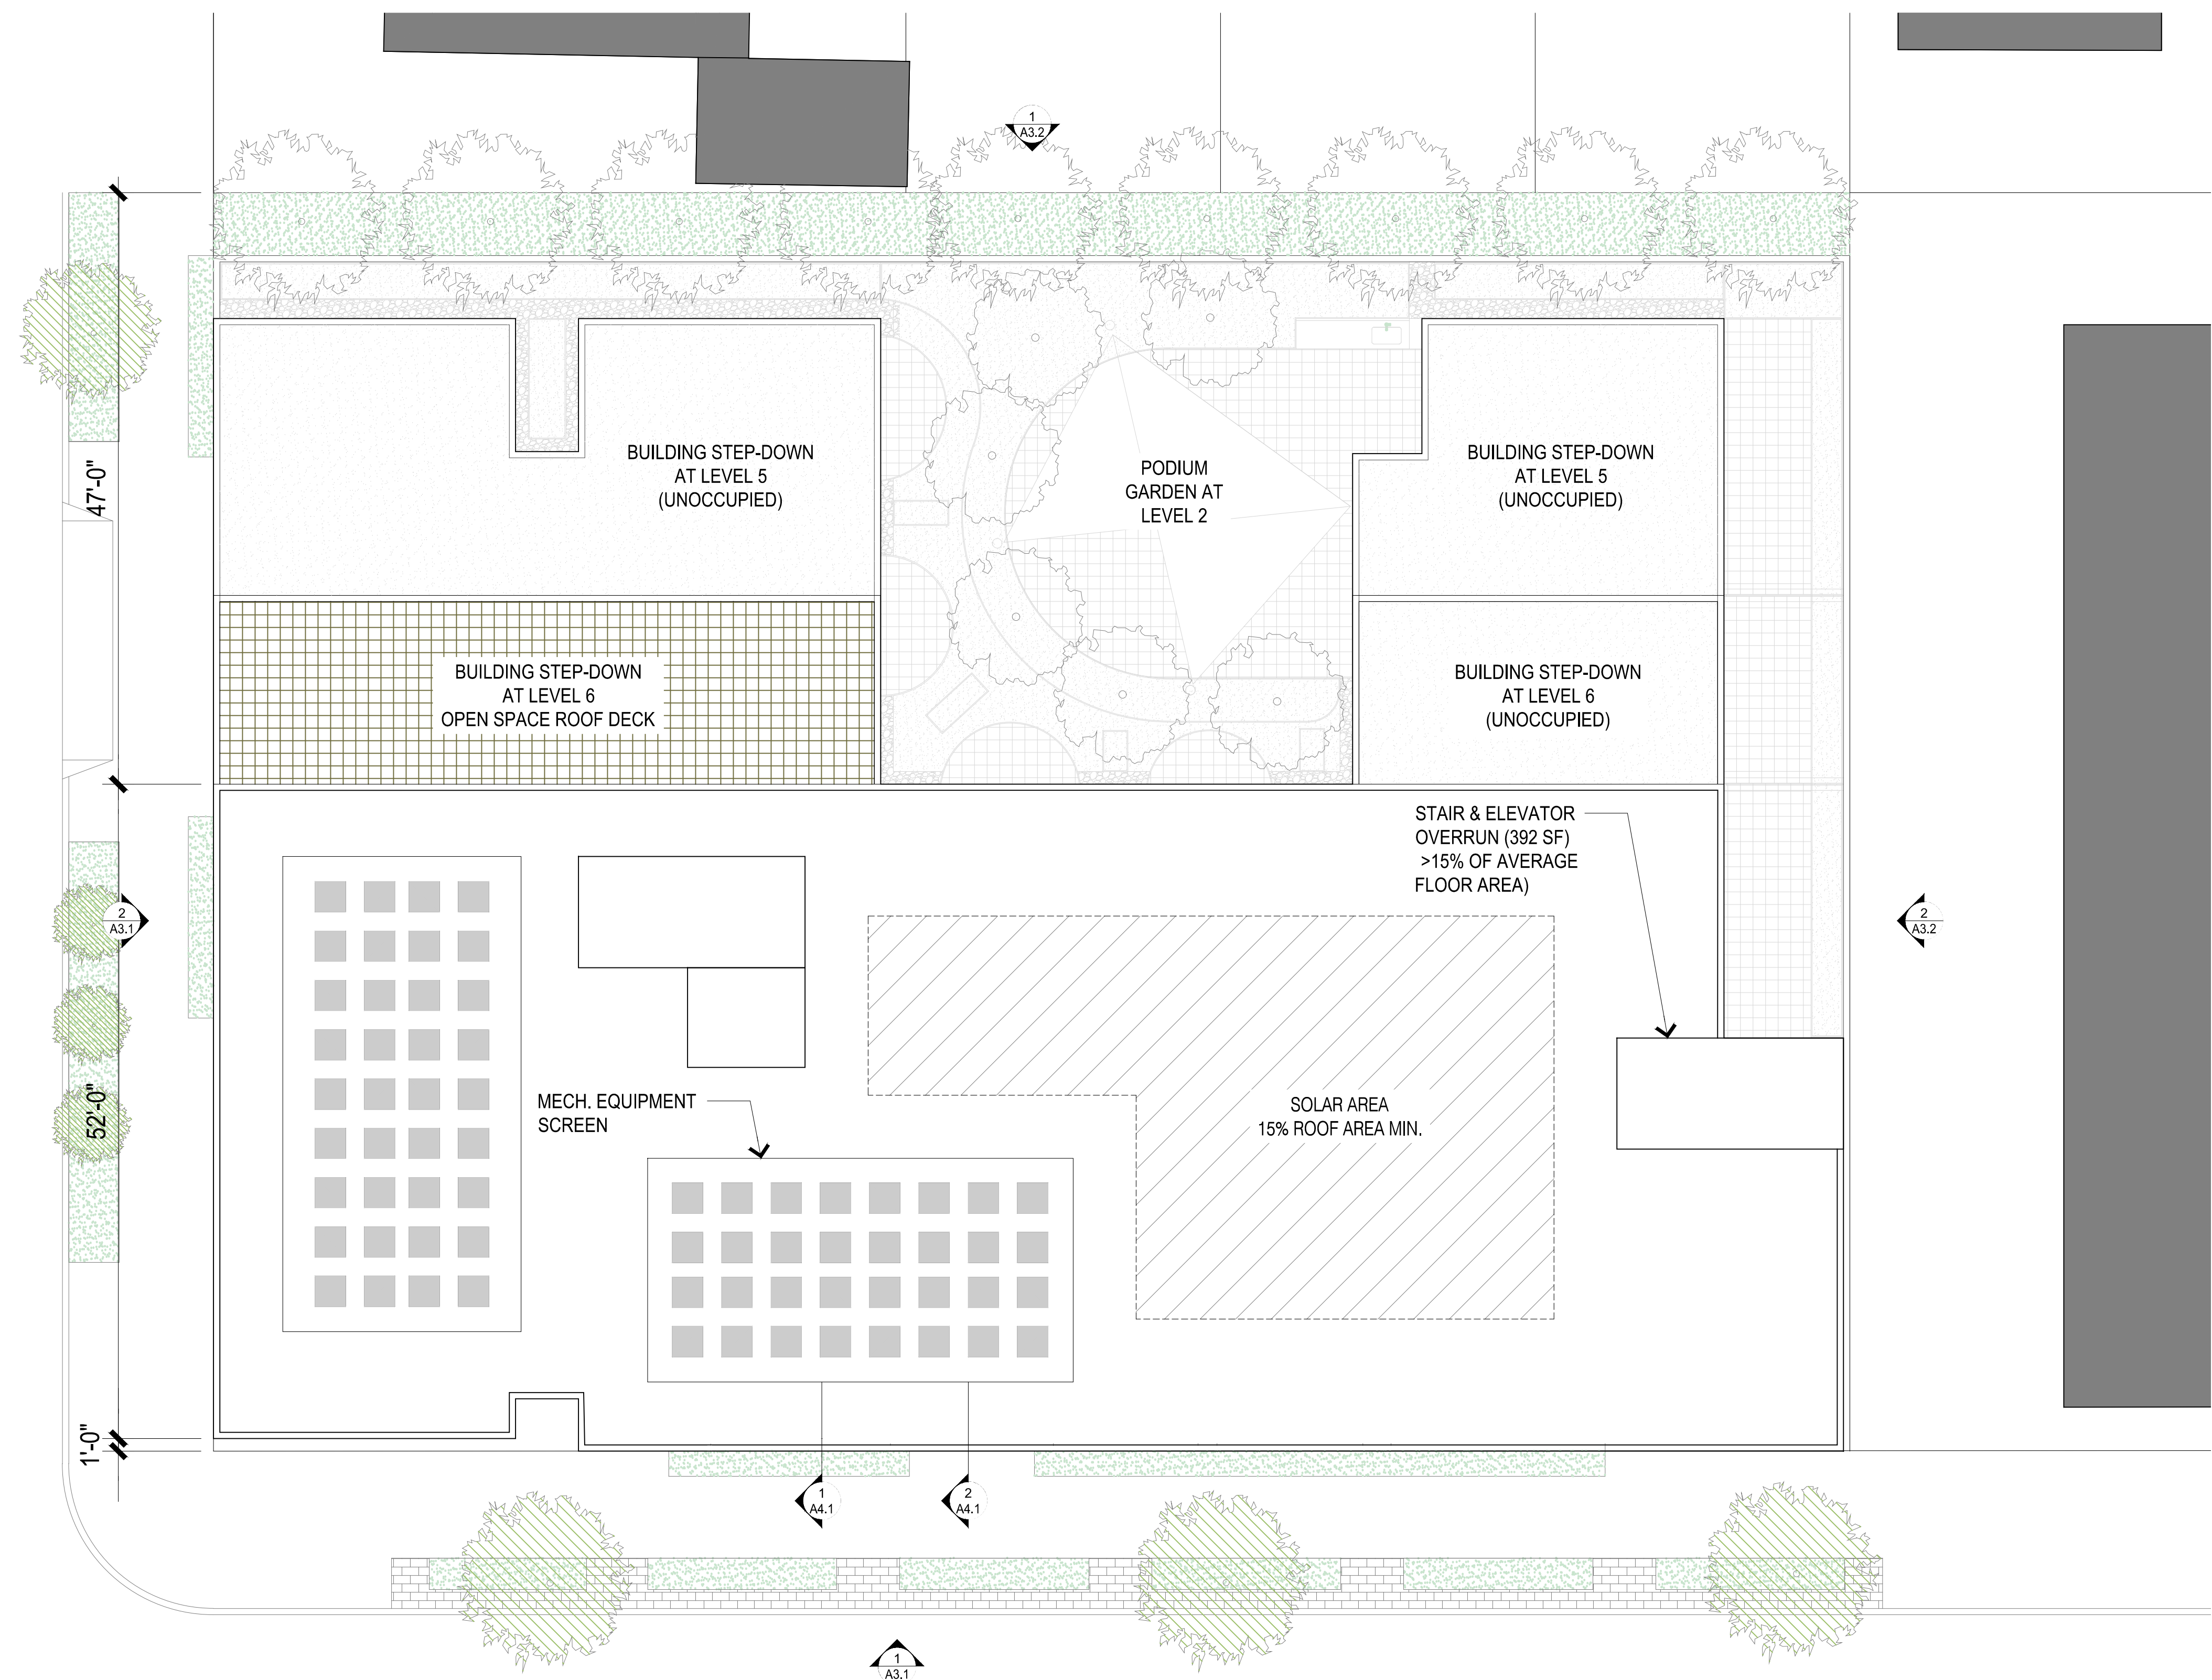 1
A3.2
47'-0"
BUILDING STEP-DOWN
AT LEVEL 5
(UNOCCUPIED)
PODIUM
GARDEN AT
LEVEL 2
BUILDING STEP-DOWN
AT LEVEL 5
(UNOCCUPIED)
BUILDING STEP-DOWN
AT LEVEL 6
OPEN SPACE ROOF DECK
BUILDING STEP-DOWN
AT LEVEL 6
(UNOCCUPIED)
STAIR & ELEVATOR
OVERRUN (392 SF)
>15% OF AVERAGE
FLOOR AREA)
2
A3.1
2
A3.2
52'-0"
MECH. EQUIPMENT
SCREEN
SOLAR AREA
15% ROOF AREA MIN.
1'-0"
1
A4.1
2
A4.1
1
A3.1